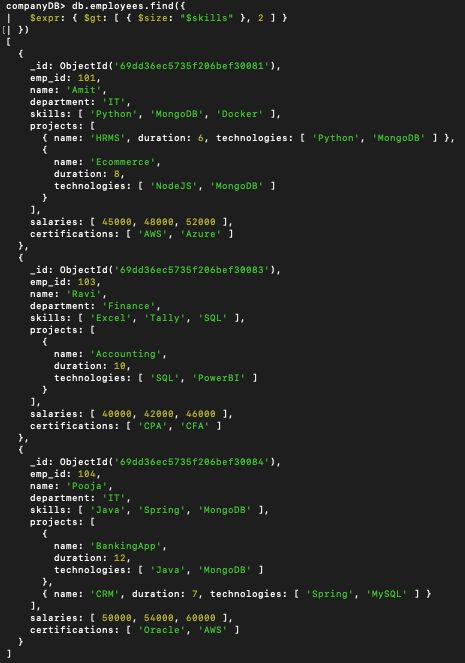 companyDB> db.employees.find({
|   $expr: { $gt: [ { $size: "$skills" }, 2 ] }
[| })
[
  {
    _id: ObjectId('69dd36ec5735f206bef30081'),
    emp_id: 101,
    name: 'Amit',
    department: 'IT',
    skills: [ 'Python', 'MongoDB', 'Docker' ],
    projects: [
      { name: 'HRMS', duration: 6, technologies: [ 'Python', 'MongoDB' ] },
      {
        name: 'Ecommerce',
        duration: 8,
        technologies: [ 'NodeJS', 'MongoDB' ]
      }
    ],
    salaries: [ 45000, 48000, 52000 ],
    certifications: [ 'AWS', 'Azure' ]
  },
  {
    _id: ObjectId('69dd36ec5735f206bef30083'),
    emp_id: 103,
    name: 'Ravi',
    department: 'Finance',
    skills: [ 'Excel', 'Tally', 'SQL' ],
    projects: [
      {
        name: 'Accounting',
        duration: 10,
        technologies: [ 'SQL', 'PowerBI' ]
      }
    ],
    salaries: [ 40000, 42000, 46000 ],
    certifications: [ 'CPA', 'CFA' ]
  },
  {
    _id: ObjectId('69dd36ec5735f206bef30084'),
    emp_id: 104,
    name: 'Pooja',
    department: 'IT',
    skills: [ 'Java', 'Spring', 'MongoDB' ],
    projects: [
      {
        name: 'BankingApp',
        duration: 12,
        technologies: [ 'Java', 'MongoDB' ]
      },
      { name: 'CRM', duration: 7, technologies: [ 'Spring', 'MySQL' ] }
    ],
    salaries: [ 50000, 54000, 60000 ],
    certifications: [ 'Oracle', 'AWS' ]
  }
]